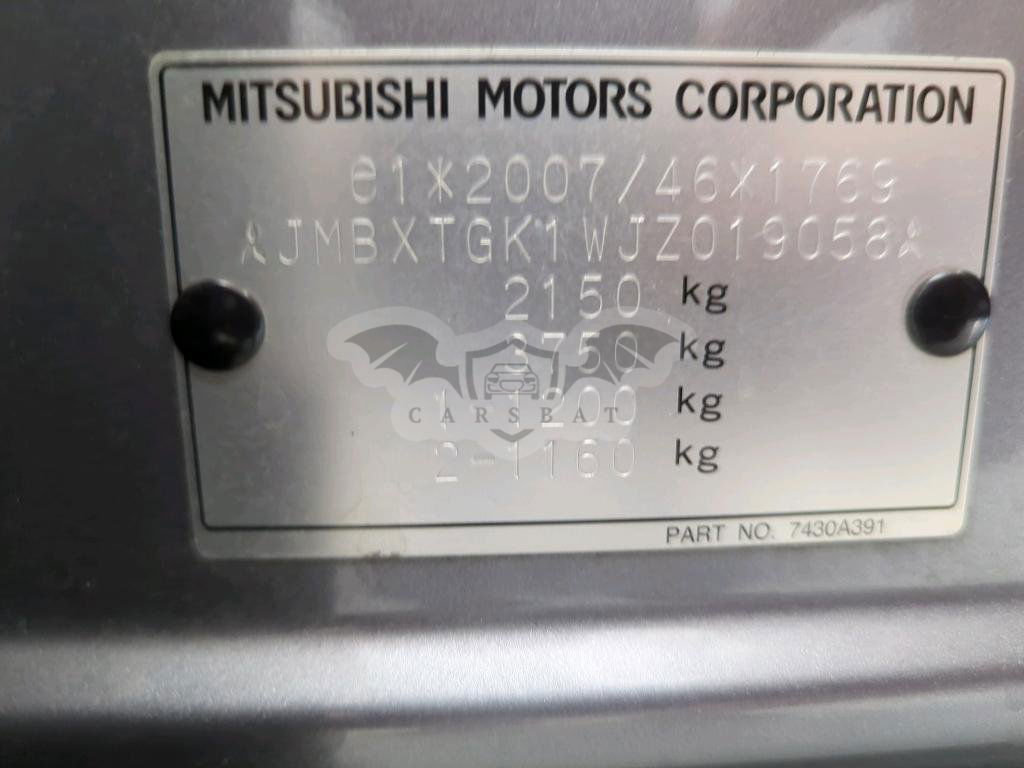 MITSUBISHI MOTORS CORPORATION
e1*2007/46*1769
JMBXTGK1WJZ019058
2150 kg
3750 kg
1-1200 kg
CARSBAT
2-1160 kg
PART NO. 7430A391